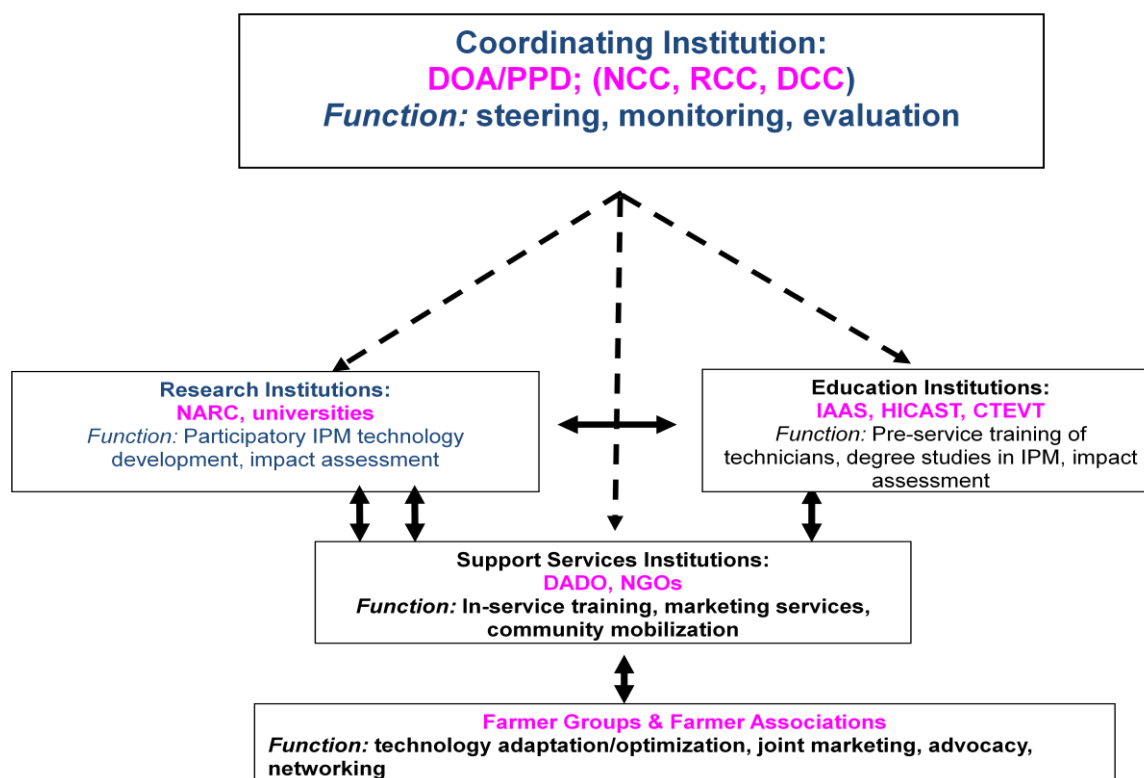 Coordinating Institution:
DOA/PPD; (NCC, RCC, DCC)
Function: steering, monitoring, evaluation
Research Institutions:
NARC, universities
Function: Participatory IPM technology
development, impact assessment
Education Institutions:
IAAS, HICAST, CTEVT
Function: Pre-service training of
technicians, degree studies in IPM, impact
assessment
Support Services Institutions:
DADO, NGOs
Function: In-service training, marketing services,
community mobilization
Farmer Groups & Farmer Associations
Function: technology adaptation/optimization, joint marketing, advocacy,
networking